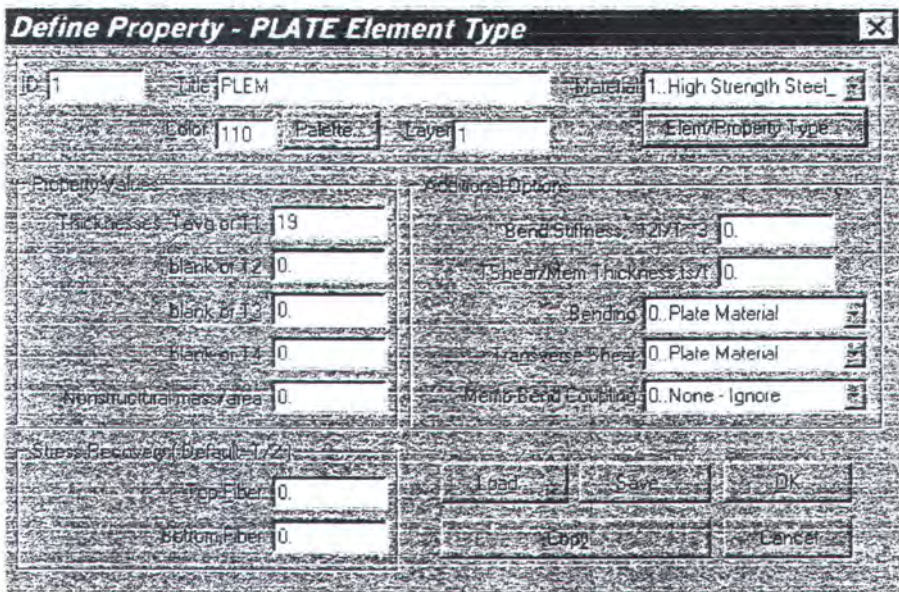 Define Property - PLATE Element Type
ID 1 Title FLEM Material 1..High Strength Steel_
Color 110 Palette... Layer 1 Elem/Property Type...
Property Values
Thicknesses, Tavg or T1 19
blank or T2 0.
blank or T3 0.
blank or T4 0.
Nonstructural mass/area 0.
Additional Options
Bend Stiffness, 12I/T**3 0.
TShear/Mem Thickness,ts/t 0.
Bending 0..Plate Material
Transverse Shear 0..Plate Material
Memb-Bend Coupling 0..None - Ignore
Stress Recovery ( Default=T/2 )
Top Fiber 0.
Bottom Fiber 0.
Load... Save... OK
Copy... Cancel